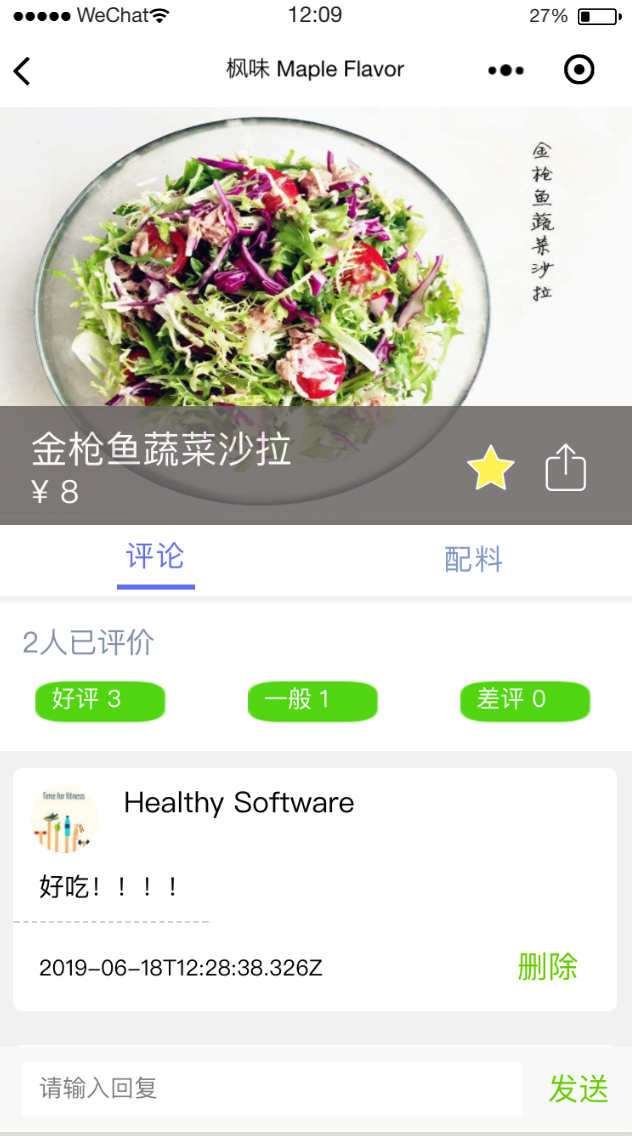 WeChat 12:09 27%
枫味 Maple Flavor
金枪鱼蔬菜沙拉
金枪鱼蔬菜沙拉
¥ 8
评论 配料
2人已评价
好评 3 一般 1 差评 0
Time for fitness
Healthy Software
好吃！！！！
2019-06-18T12:28:38.326Z 删除
请输入回复 发送